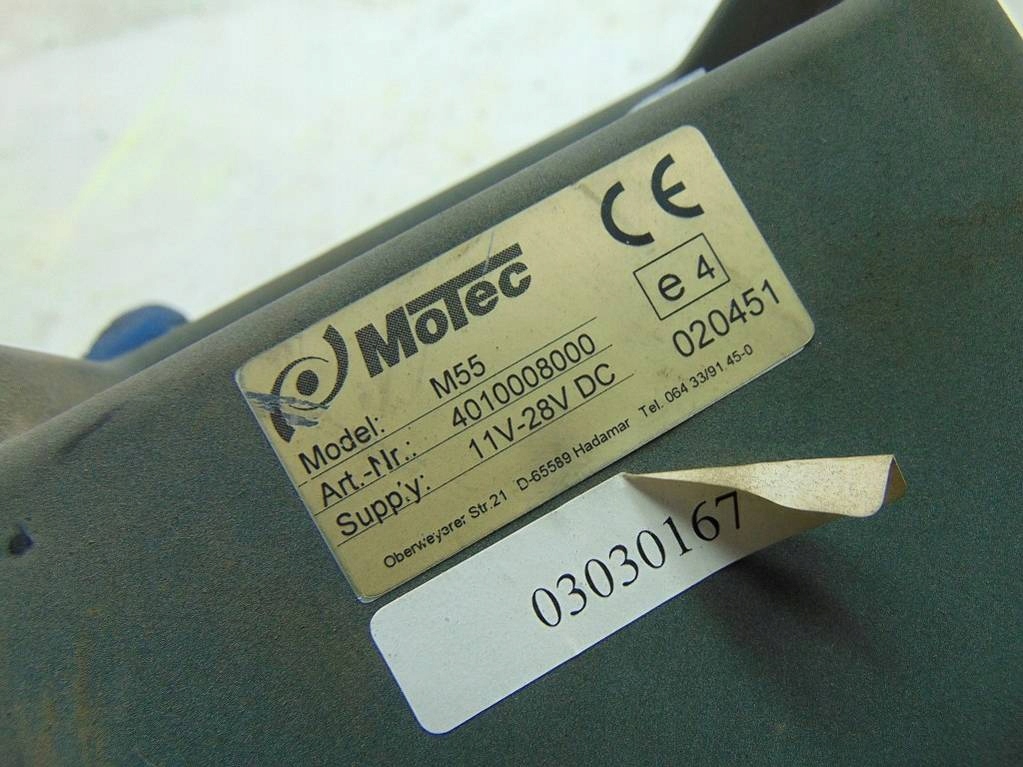 MoTec
CE
e4
020451
Model: M55
Art.-Nr.: 4010008000
Supply: 11V-28V DC
Oberweyerer Str.21 D-65589 Hadamar Tel. 064 33/91 45-0
03030167